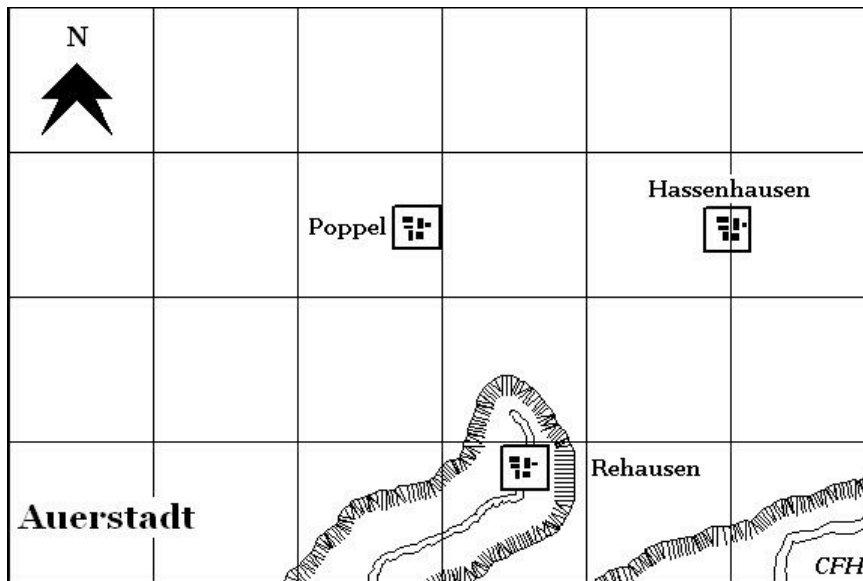 N
Hassenhausen
Poppel
Rehausen
Auerstadt
CFH